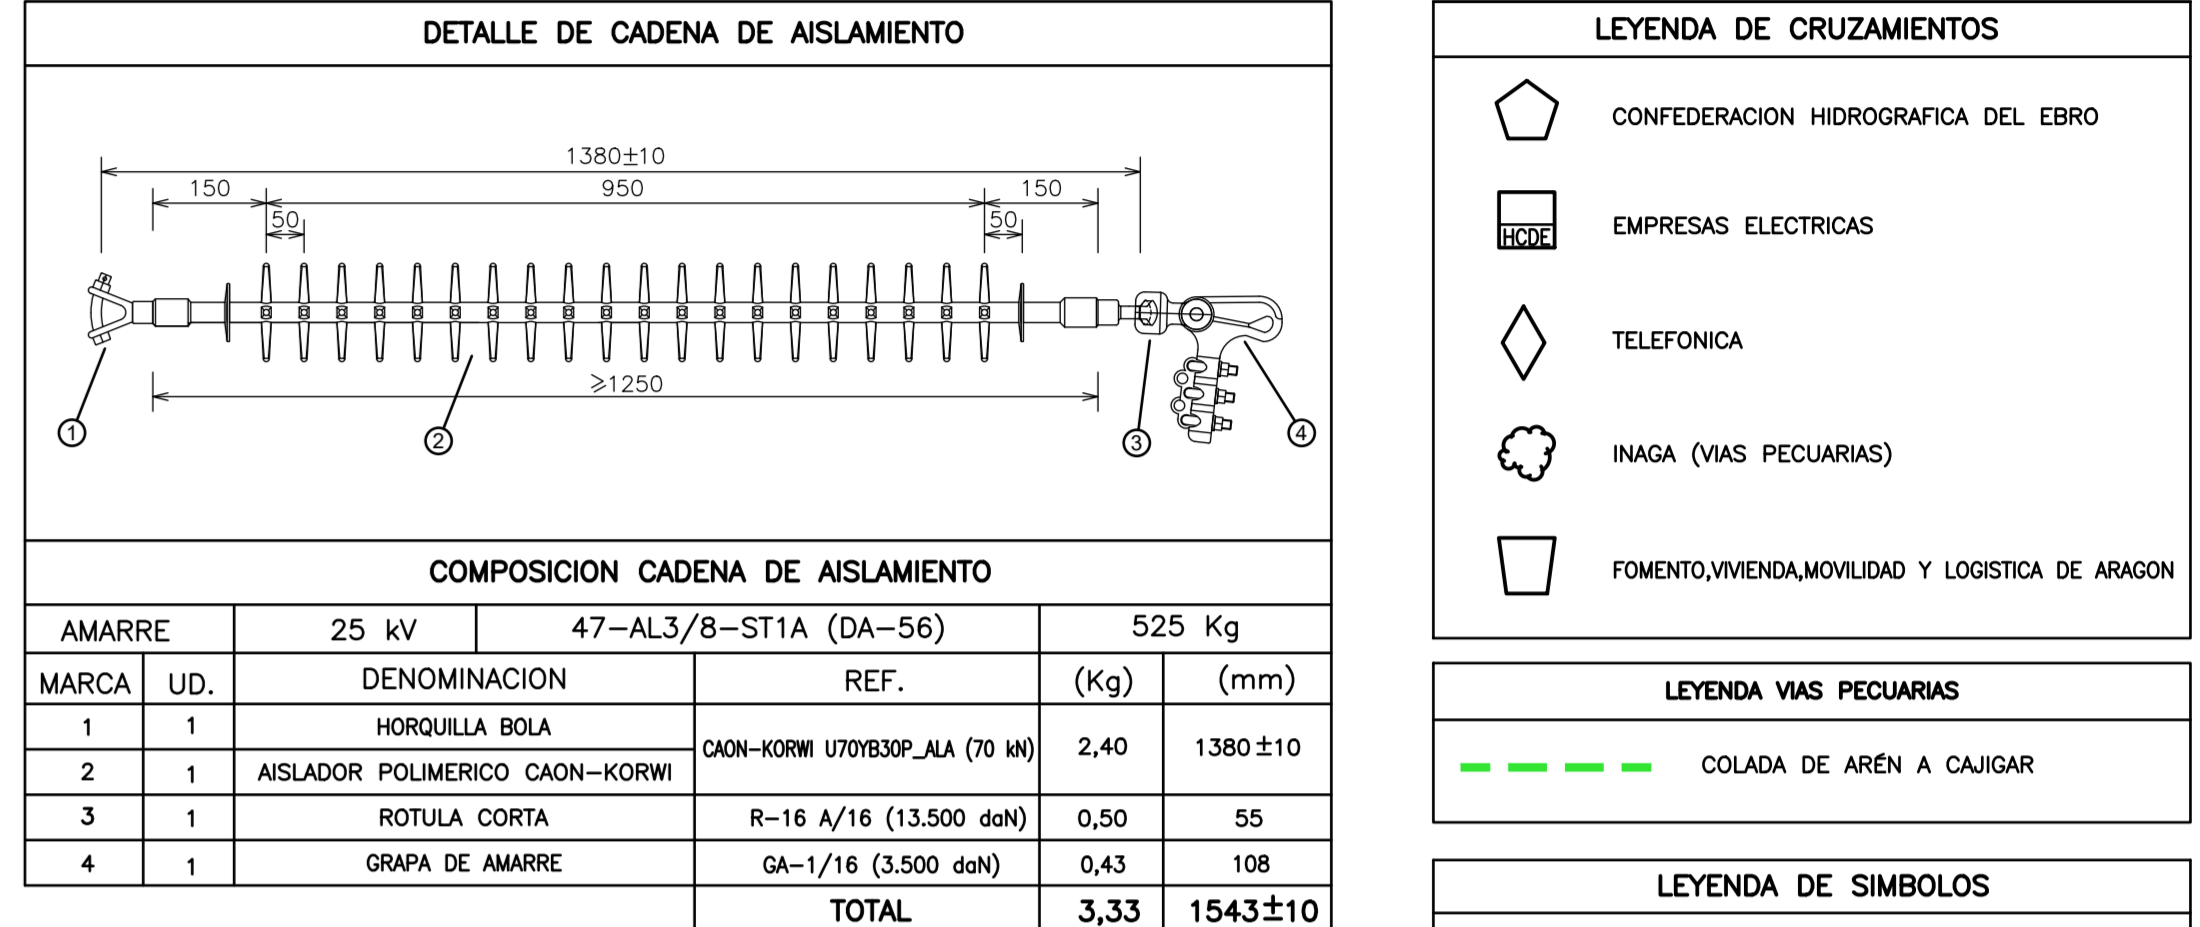 DETALLE DE CADENA DE AISLAMIENTO
1380±10
150 950 150
50 50
≥1250
1 2 3 4
COMPOSICION CADENA DE AISLAMIENTO
AMARRE 25 kV 47-AL3/8-ST1A (DA-56) 525 Kg
MARCA UD. DENOMINACION REF. (Kg) (mm)
1 1 HORQUILLA BOLA CAON-KORWI U70YB30P_ALA (70 kN) 2,40 1380±10
2 1 AISLADOR POLIMERICO CAON-KORWI
3 1 ROTULA CORTA R-16 A/16 (13.500 daN) 0,50 55
4 1 GRAPA DE AMARRE GA-1/16 (3.500 daN) 0,43 108
TOTAL 3,33 1543±10
LEYENDA DE CRUZAMIENTOS
CONFEDERACION HIDROGRAFICA DEL EBRO
HCDE EMPRESAS ELECTRICAS
TELEFONICA
INAGA (VIAS PECUARIAS)
FOMENTO,VIVIENDA,MOVILIDAD Y LOGISTICA DE ARAGON
LEYENDA VIAS PECUARIAS
COLADA DE ARÉN A CAJIGAR
LEYENDA DE SIMBOLOS